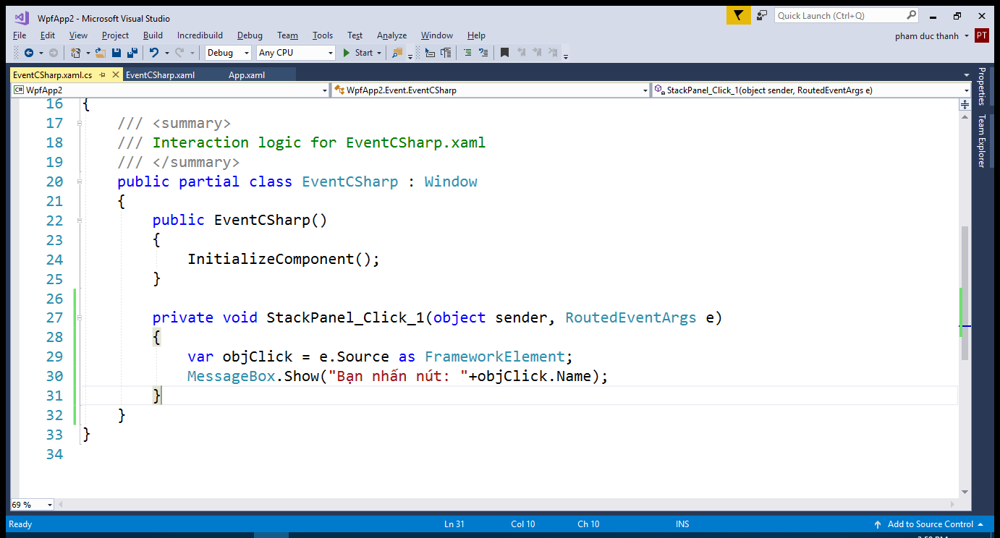 WpfApp2 - Microsoft Visual Studio
Quick Launch (Ctrl+Q)
File Edit View Project Build Incredibuild Debug Team Tools Test Analyze Window Help
pham duc thanh PT
Debug Any CPU Start
EventCSharp.xaml.cs EventCSharp.xaml App.xaml
C# WpfApp2 WpfApp2.Event.EventCSharp StackPanel_Click_1(object sender, RoutedEventArgs e)
Properties
Team Explorer
16 {
17 /// <summary>
18 /// Interaction logic for EventCSharp.xaml
19 /// </summary>
20 public partial class EventCSharp : Window
21 {
22 public EventCSharp()
23 {
24 InitializeComponent();
25 }
26
27 private void StackPanel_Click_1(object sender, RoutedEventArgs e)
28 {
29 var objClick = e.Source as FrameworkElement;
30 MessageBox.Show("Bạn nhấn nút: "+objClick.Name);
31 }
32 }
33 }
34
69 %
Ready Ln 31 Col 10 Ch 10 INS Add to Source Control